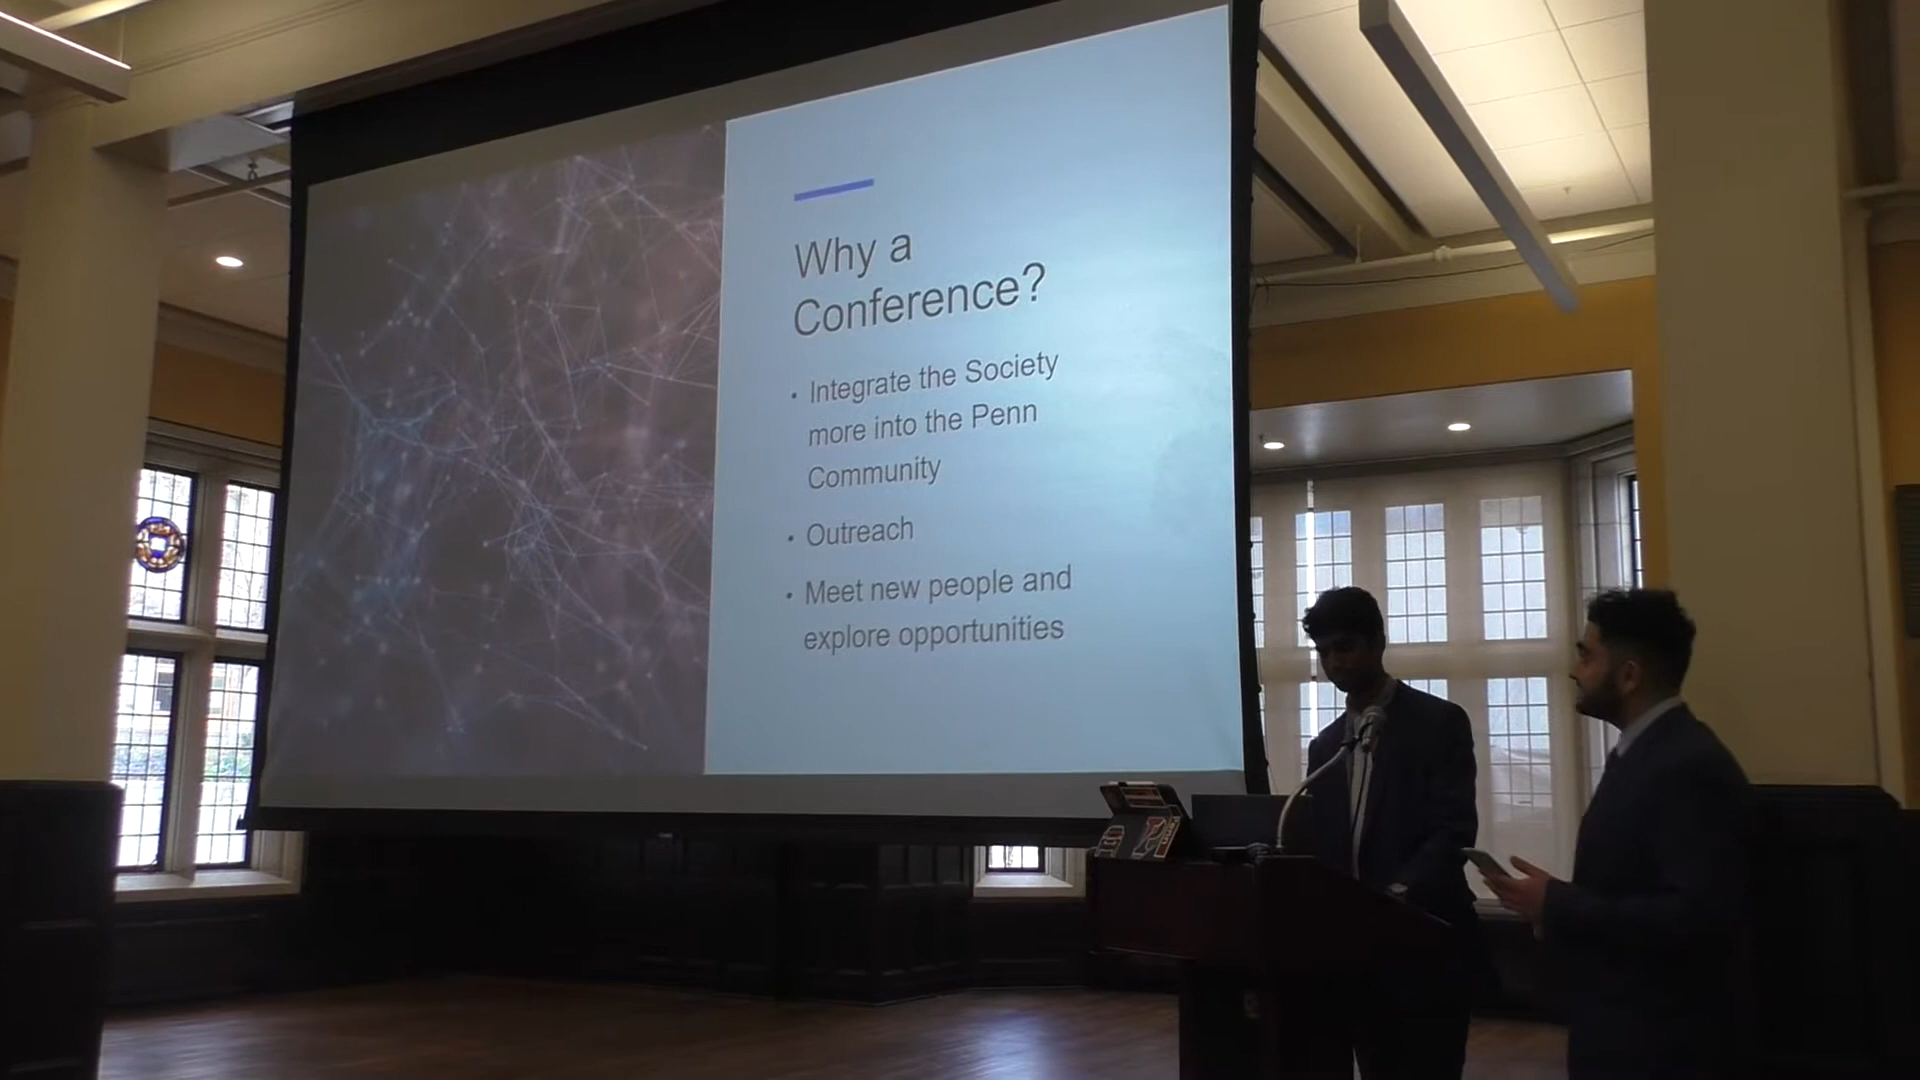 Why a
Conference?
• Integrate the Society
more into the Penn
Community
• Outreach
• Meet new people and
explore opportunities